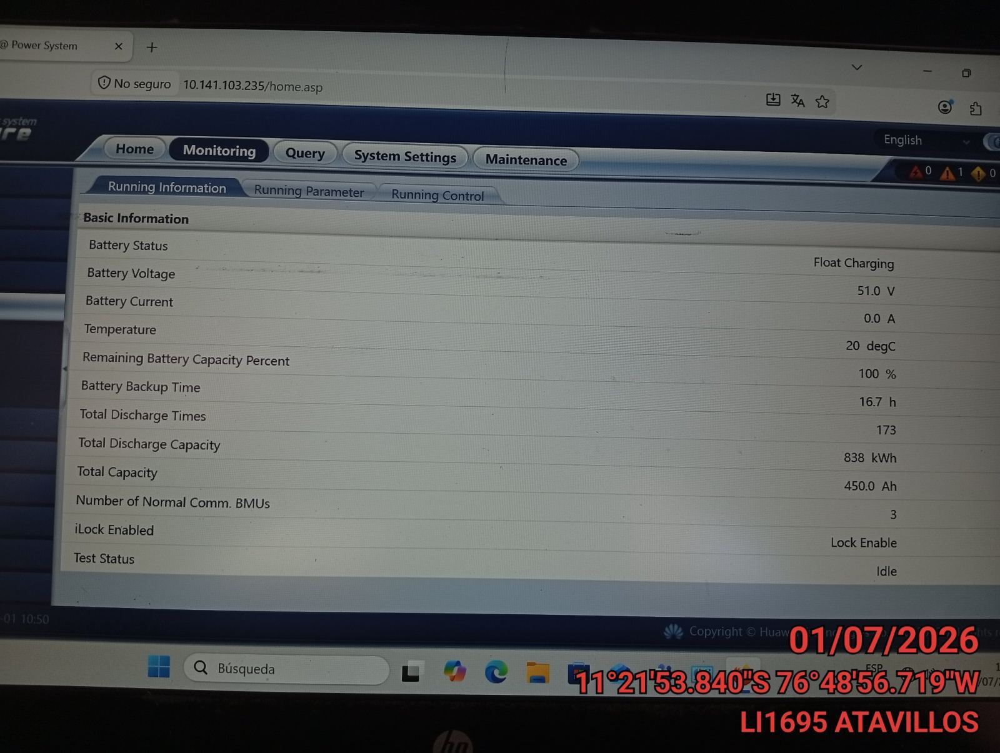 @ Power System
No seguro 10.141.103.235/home.asp
system
re
English
Home Monitoring Query System Settings Maintenance
0 1 0
Running Information Running Parameter Running Control
Basic Information
Battery Status Float Charging
Battery Voltage 51.0 V
Battery Current 0.0 A
Temperature 20 degC
Remaining Battery Capacity Percent 100 %
Battery Backup Time 16.7 h
Total Discharge Times 173
Total Discharge Capacity 838 kWh
Total Capacity 450.0 Ah
Number of Normal Comm. BMUs 3
iLock Enabled Lock Enable
Test Status Idle
-01 10:50
Copyright © Huaw
01/07/2026
Búsqueda
ESP
11°21'53.840"S 76°48'56.719"W
LI1695 ATAVILLOS
hp